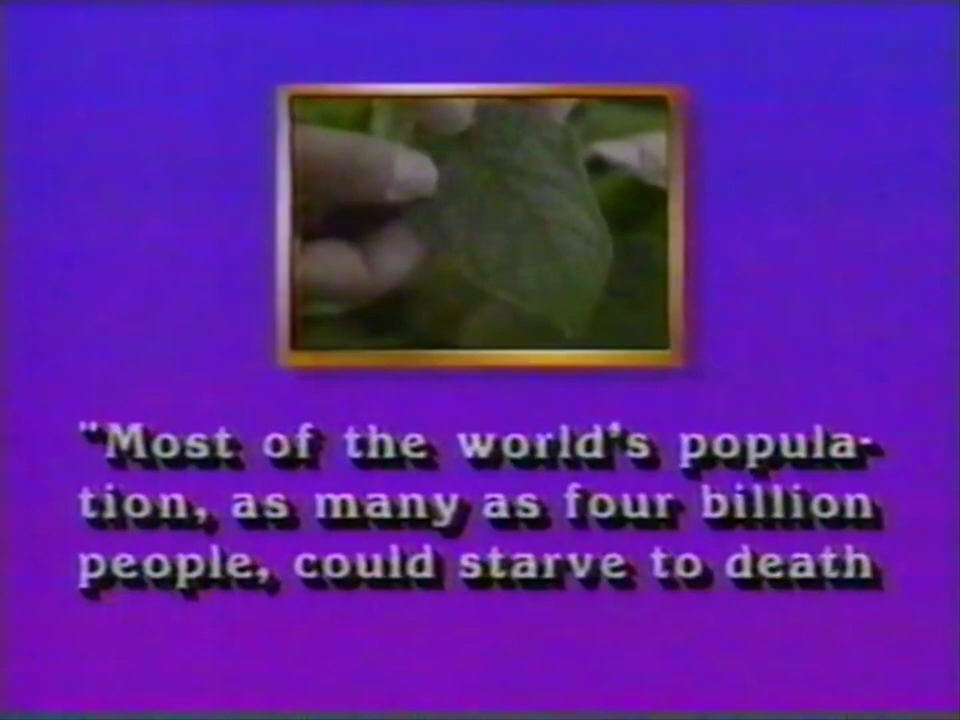 "Most of the world's popula-
tion, as many as four billion
people, could starve to death